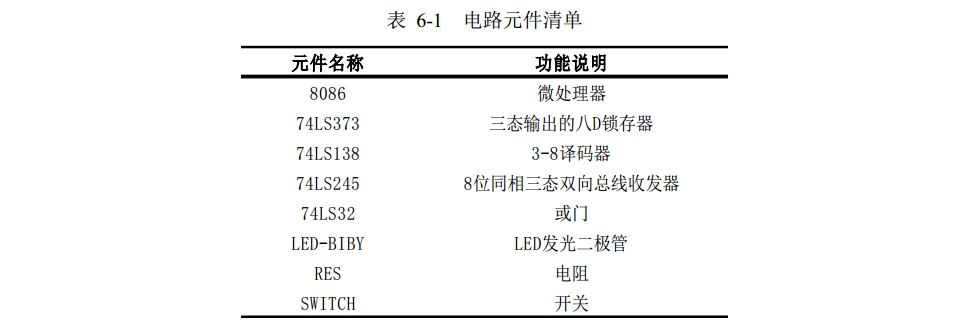 表 6-1 电路元件清单
元件名称 功能说明
8086 微处理器
74LS373 三态输出的八D锁存器
74LS138 3-8译码器
74LS245 8位同相三态双向总线收发器
74LS32 或门
LED-BIBY LED发光二极管
RES 电阻
SWITCH 开关